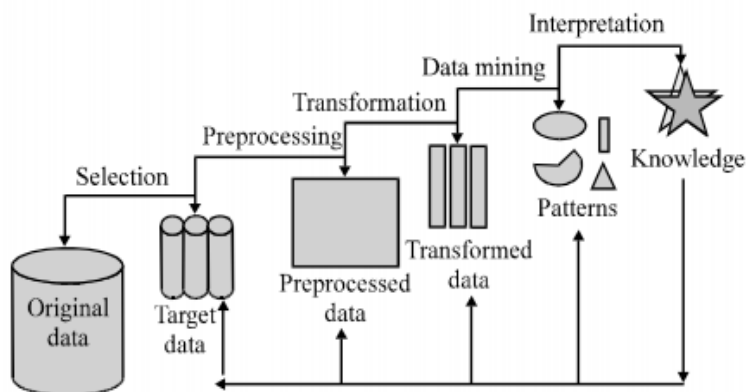 Interpretation
Data mining
Transformation
Preprocessing
Selection
Knowledge
Patterns
Transformed
data
Preprocessed
data
Target
data
Original
data